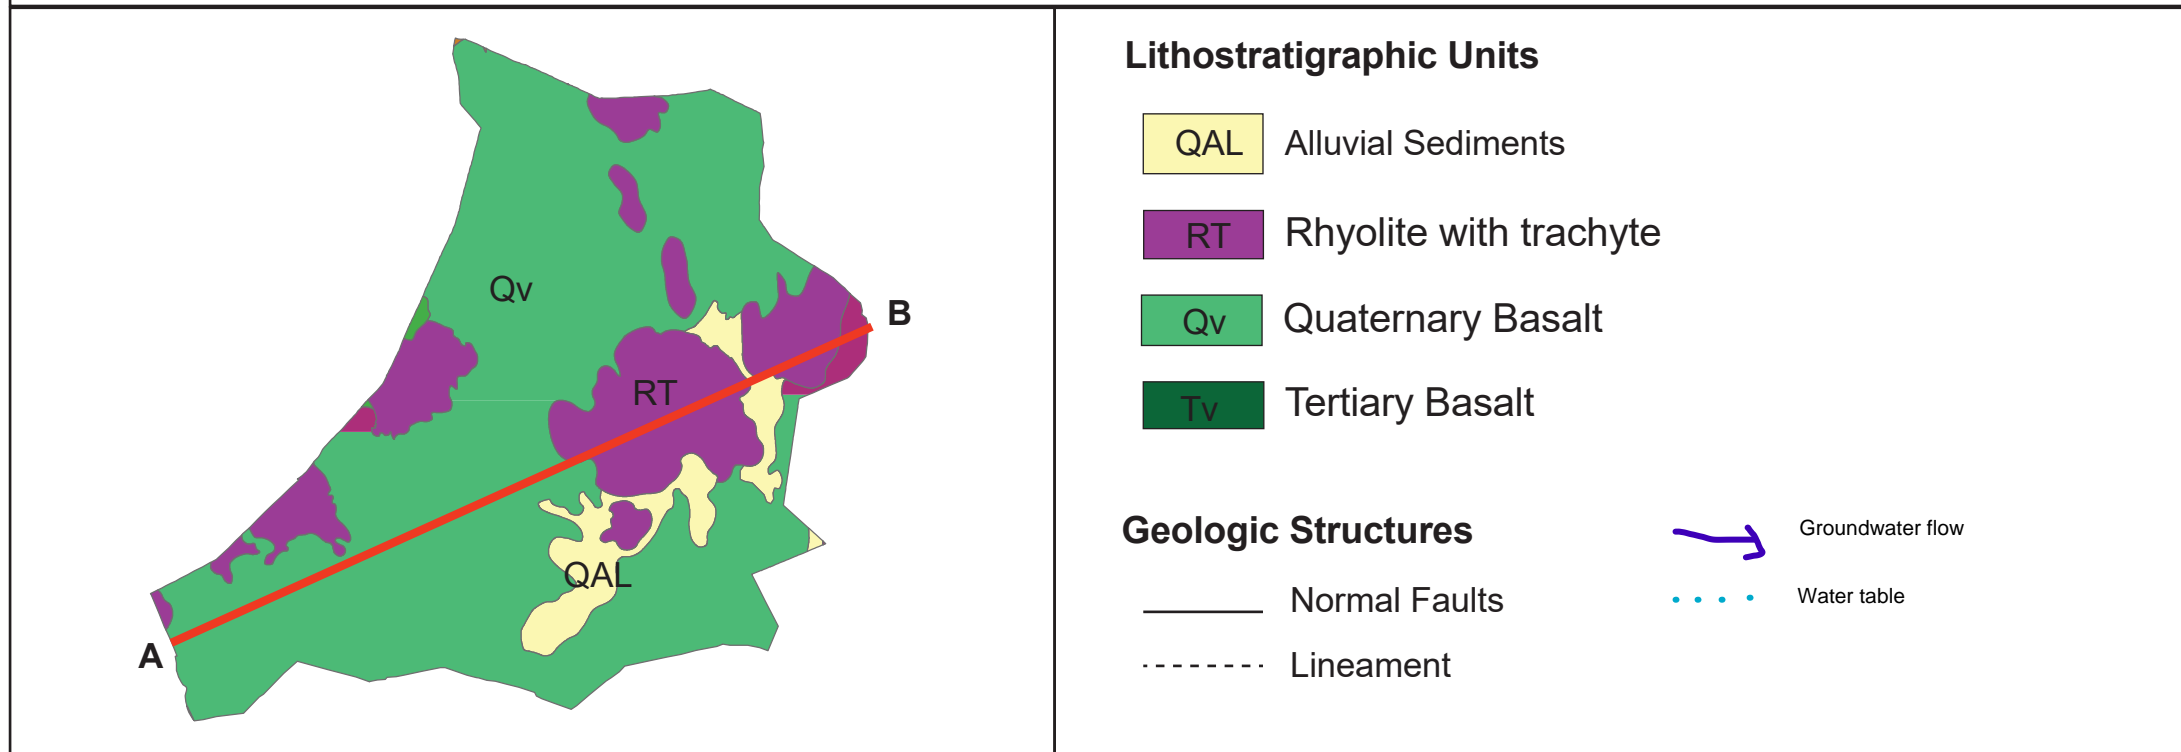 Qv
B
RT
QAL
A
Lithostratigraphic Units
QAL Alluvial Sediments
RT Rhyolite with trachyte
Qv Quaternary Basalt
Tv Tertiary Basalt
Geologic Structures
Normal Faults
Lineament
Groundwater flow
Water table